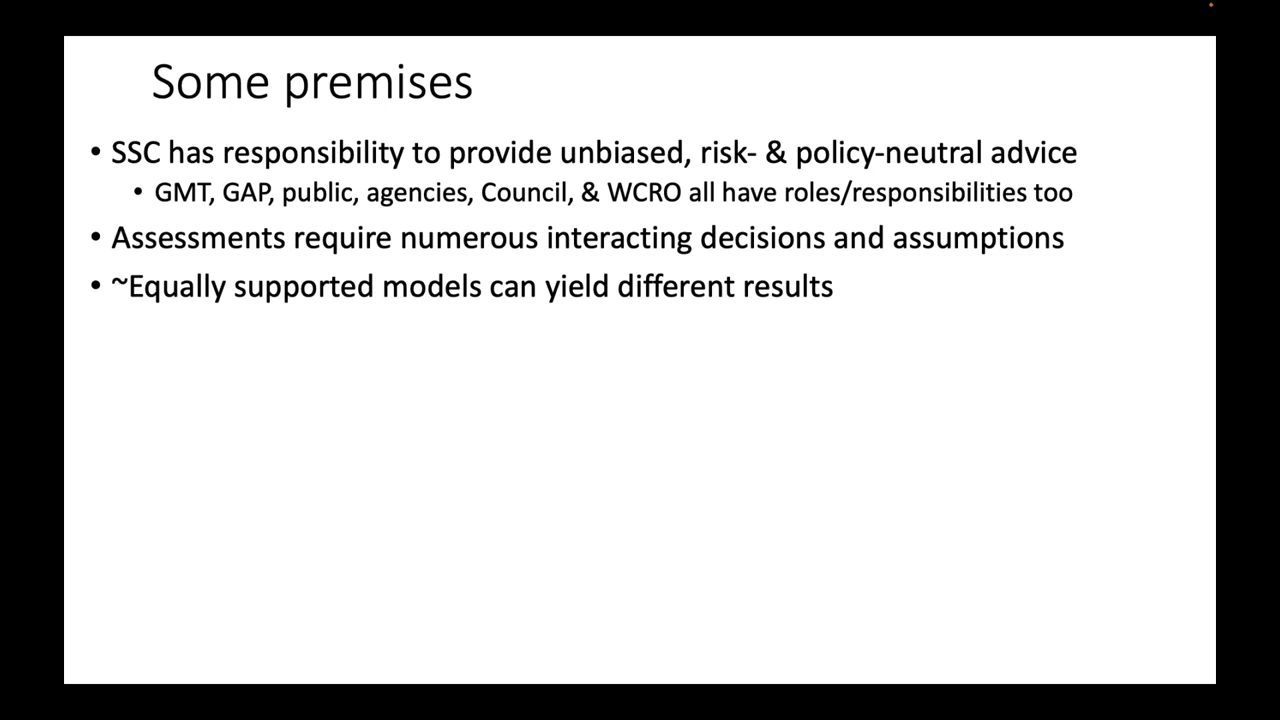 Some premises
• SSC has responsibility to provide unbiased, risk- & policy-neutral advice
• GMT, GAP, public, agencies, Council, & WCRO all have roles/responsibilities too
• Assessments require numerous interacting decisions and assumptions
• ~Equally supported models can yield different results